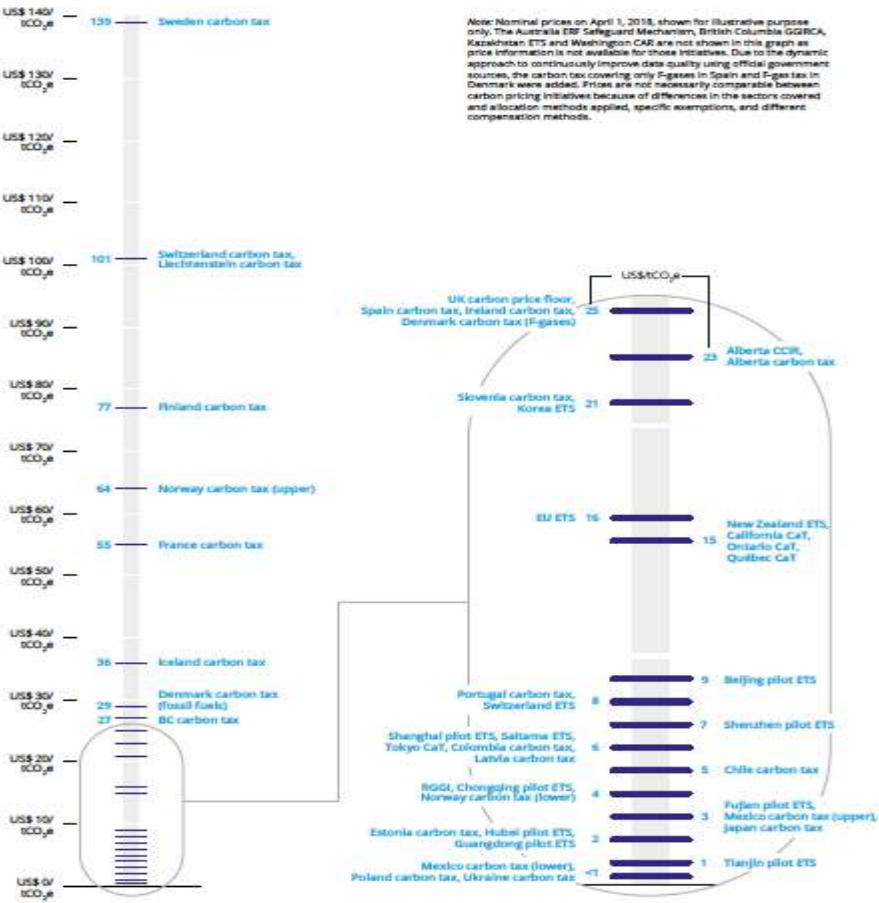 US$ 140/
tCO₂e
139 Sweden carbon tax
US$ 130/
tCO₂e
US$ 120/
tCO₂e
US$ 110/
tCO₂e
US$ 100/
tCO₂e
101 Switzerland carbon tax,
Liechtenstein carbon tax
US$ 90/
tCO₂e
US$ 80/
tCO₂e
77 Finland carbon tax
US$ 70/
tCO₂e
64 Norway carbon tax (upper)
US$ 60/
tCO₂e
55 France carbon tax
US$ 50/
tCO₂e
US$ 40/
tCO₂e
36 Iceland carbon tax
US$ 30/
tCO₂e
29 Denmark carbon tax
(fossil fuels)
27 BC carbon tax
US$ 20/
tCO₂e
US$ 10/
tCO₂e
US$ 0/
tCO₂e
Note: Nominal prices on April 1, 2018, shown for illustrative purpose
only. The Australia ERF Safeguard Mechanism, British Columbia GGIRCA,
Kazakhstan ETS and Washington CAR are not shown in this graph as
price information is not available for those initiatives. Due to the dynamic
approach to continuously improve data quality using official government
sources, the carbon tax covering only F-gases in Spain and F-gas tax in
Denmark were added. Prices are not necessarily comparable between
carbon pricing initiatives because of differences in the sectors covered
and allocation methods applied, specific exemptions, and different
compensation methods.
US$/tCO₂e
UK carbon price floor,
Spain carbon tax, Ireland carbon tax,
Denmark carbon tax (F-gases)
25
23 Alberta CCIR,
Alberta carbon tax
Slovenia carbon tax,
Korea ETS
21
EU ETS 16
15 New Zealand ETS,
California CaT,
Ontario CaT,
Québec CaT
9 Beijing pilot ETS
Portugal carbon tax,
Switzerland ETS
8
7 Shenzhen pilot ETS
Shanghai pilot ETS, Saitama ETS,
Tokyo CaT, Colombia carbon tax,
Latvia carbon tax
6
5 Chile carbon tax
RGGI, Chongqing pilot ETS,
Norway carbon tax (lower)
4
3 Fujian pilot ETS,
Mexico carbon tax (upper),
Japan carbon tax
Estonia carbon tax, Hubei pilot ETS,
Guangdong pilot ETS
2
1 Tianjin pilot ETS
Mexico carbon tax (lower),
Poland carbon tax, Ukraine carbon tax
<1